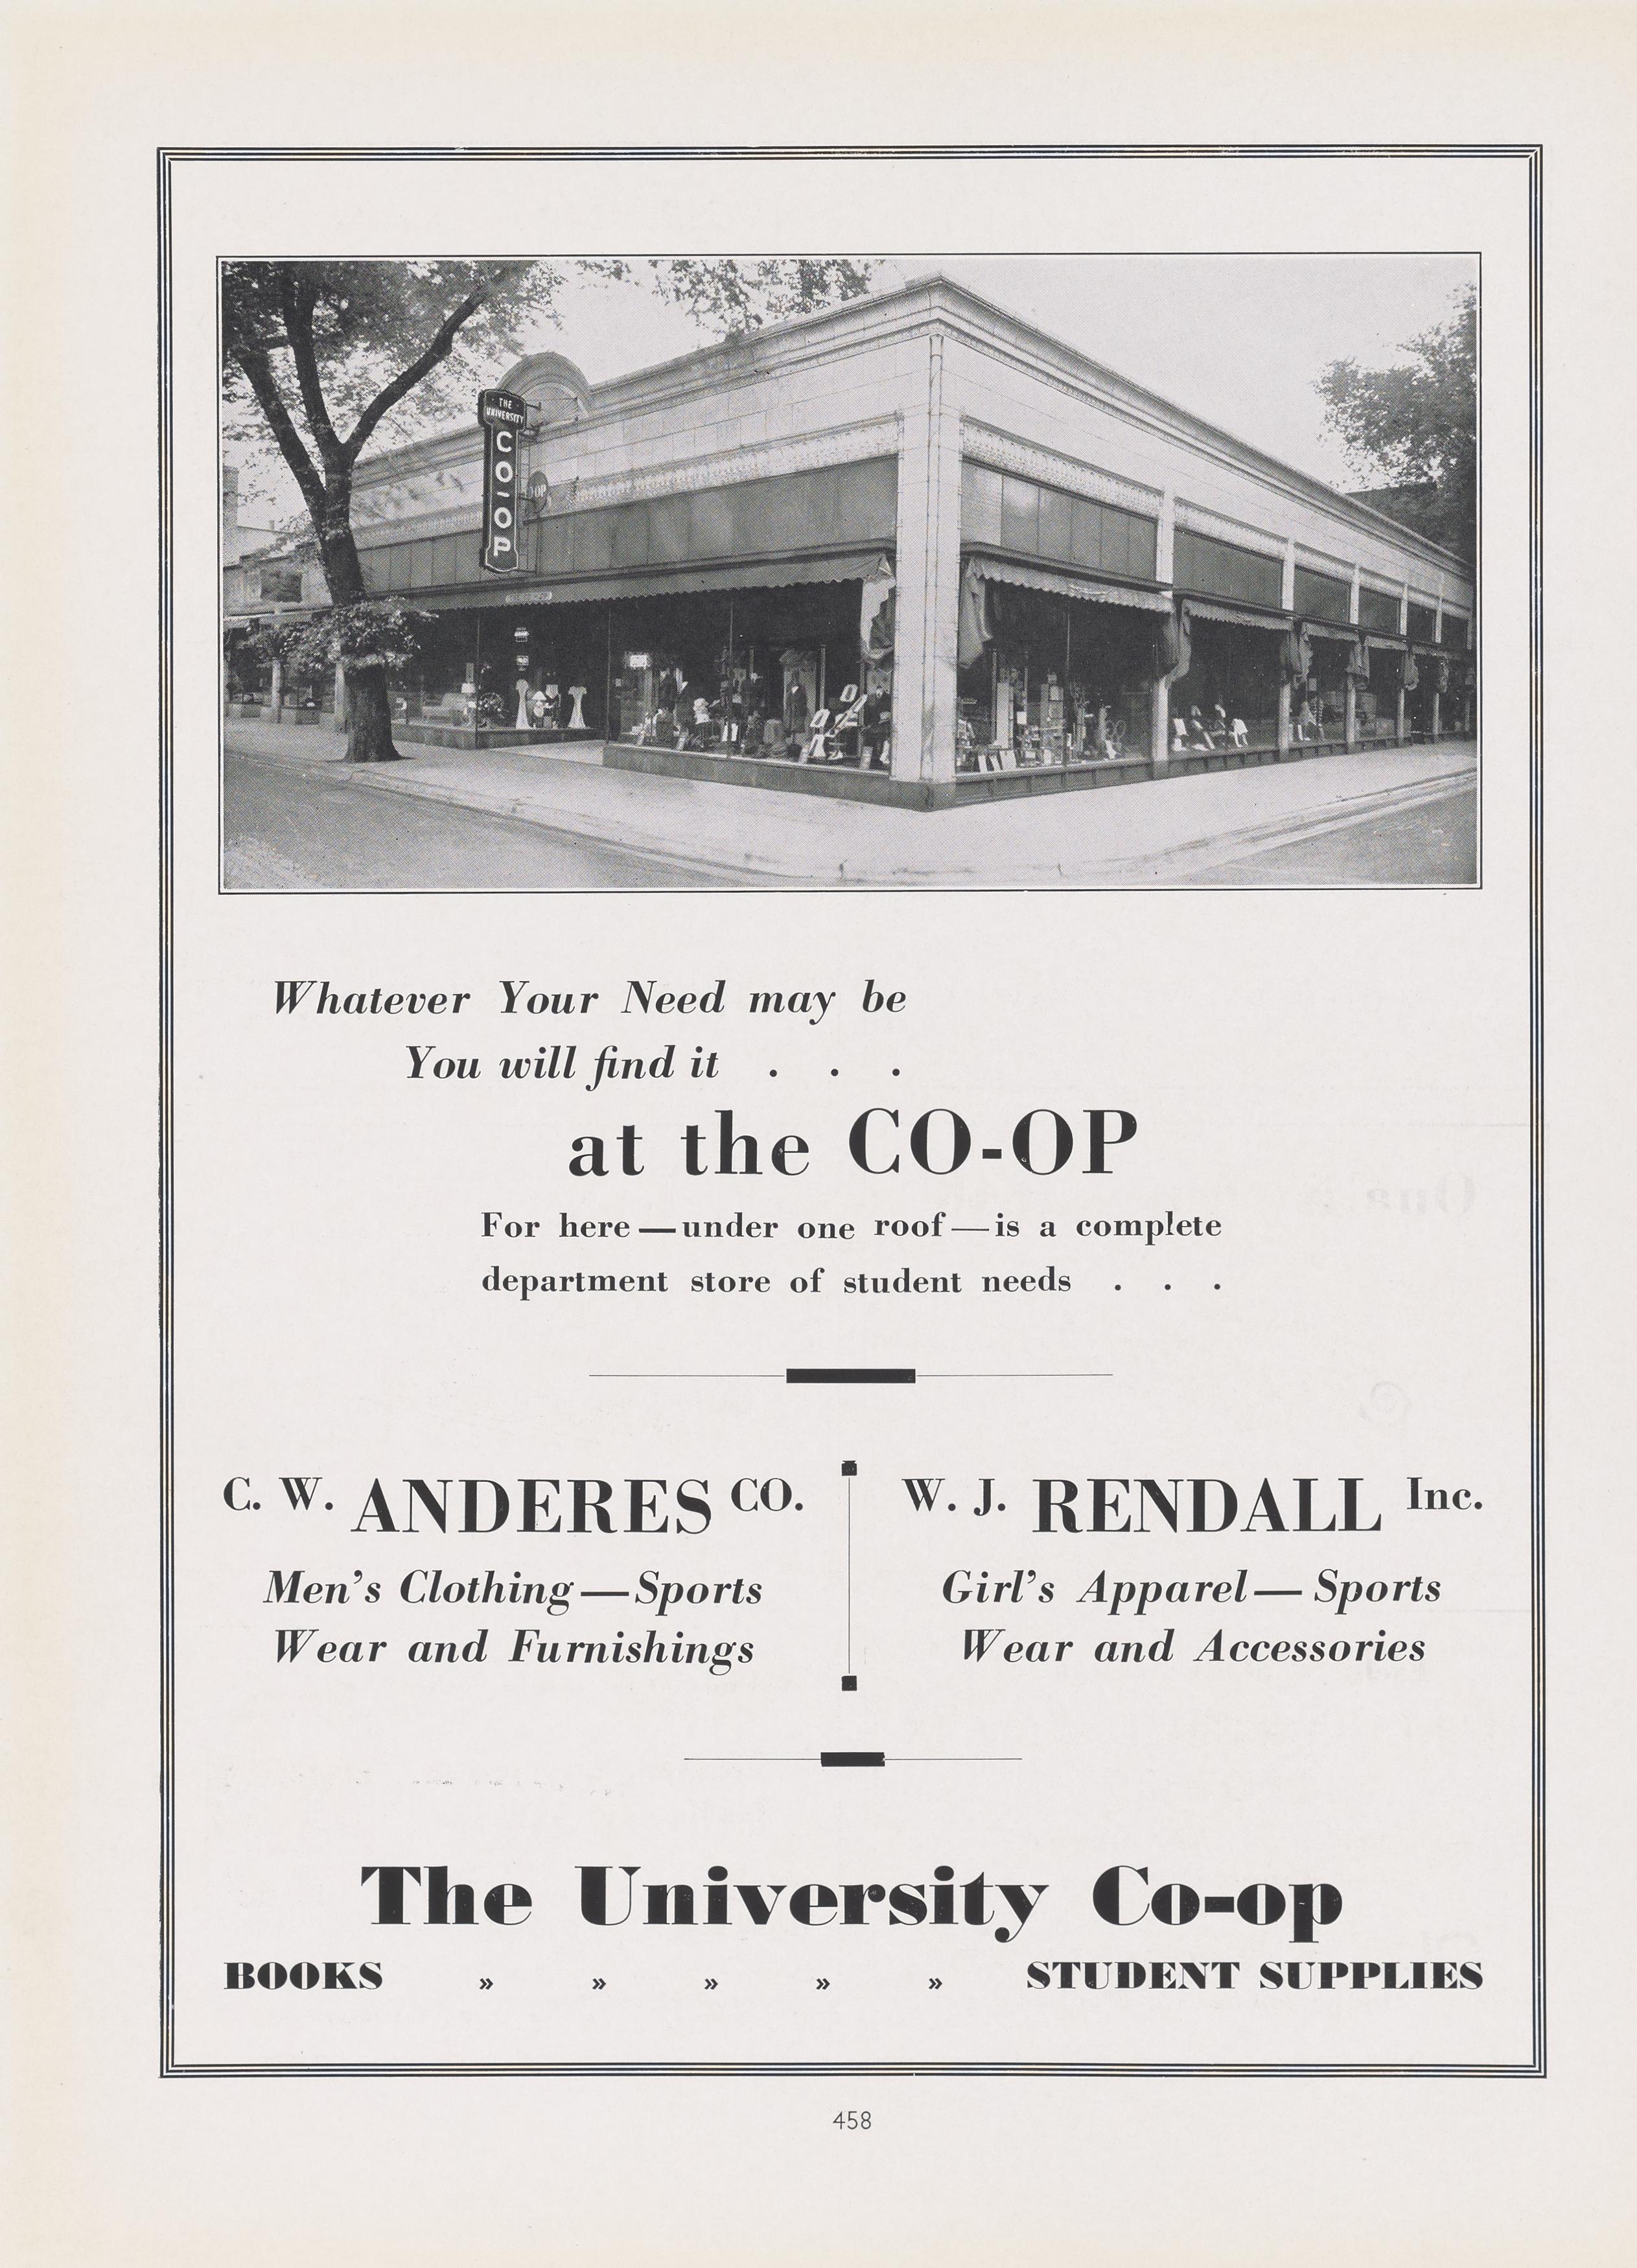 THE
UNIVERSITY
CO-OP
OP
Whatever Your Need may be
You will find it . . .
at the CO-OP
For here—under one roof—is a complete
department store of student needs . . .
C. W. ANDERES CO.
Men's Clothing—Sports
Wear and Furnishings
W. J. RENDALL Inc.
Girl's Apparel—Sports
Wear and Accessories
The University Co-op
BOOKS » » » » » STUDENT SUPPLIES
458